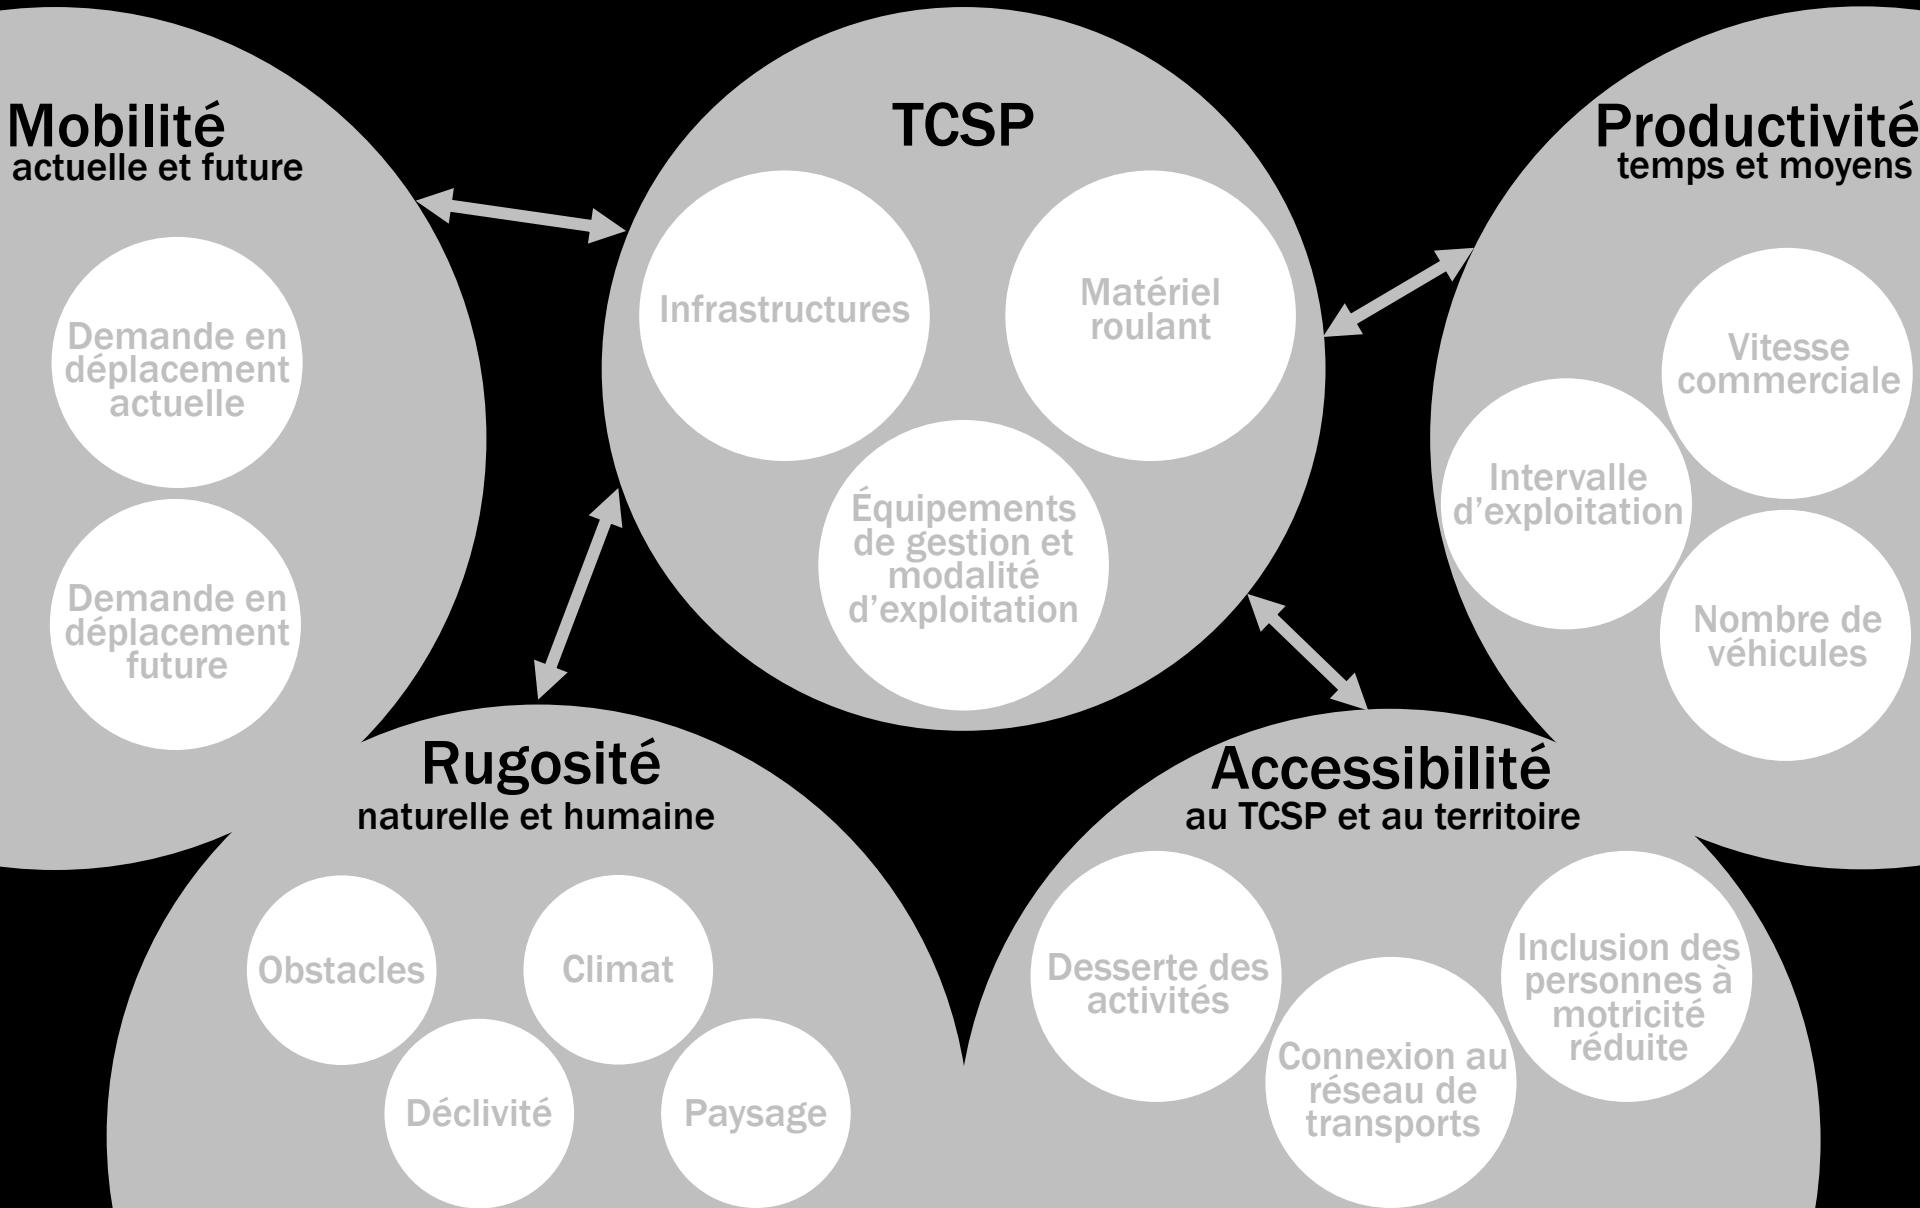 Mobilité
actuelle et future
Demande en
déplacement
actuelle
Demande en
déplacement
future
TCSP
Infrastructures
Matériel
roulant
Équipements
de gestion et
modalité
d’exploitation
Productivité
temps et moyens
Vitesse
commerciale
Intervalle
d’exploitation
Nombre de
véhicules
Rugosité
naturelle et humaine
Obstacles
Climat
Déclivité
Paysage
Accessibilité
au TCSP et au territoire
Desserte des
activités
Connexion au
réseau de
transports
Inclusion des
personnes à
motricité
réduite